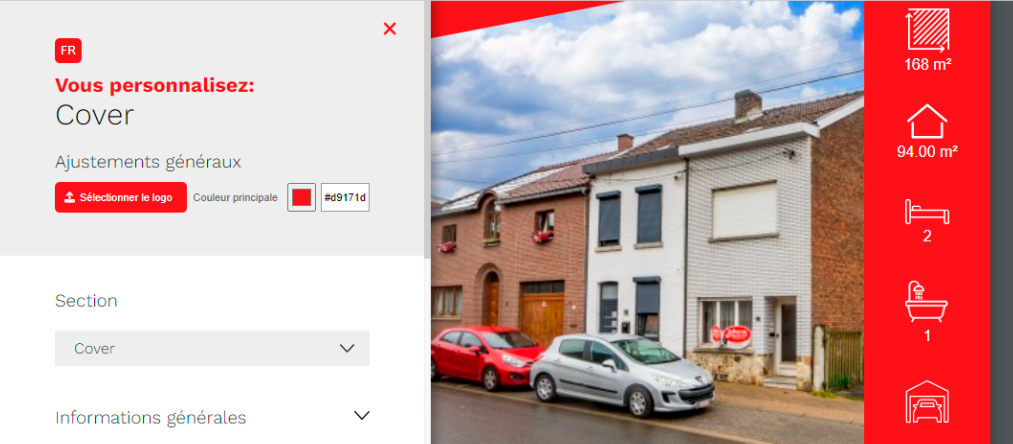 FR
Vous personnalisez:
Cover
Ajustements généraux
Sélectionner le logo
Couleur principale
#d9171d
Section
Cover
Informations générales
168 m²
94.00 m²
2
1